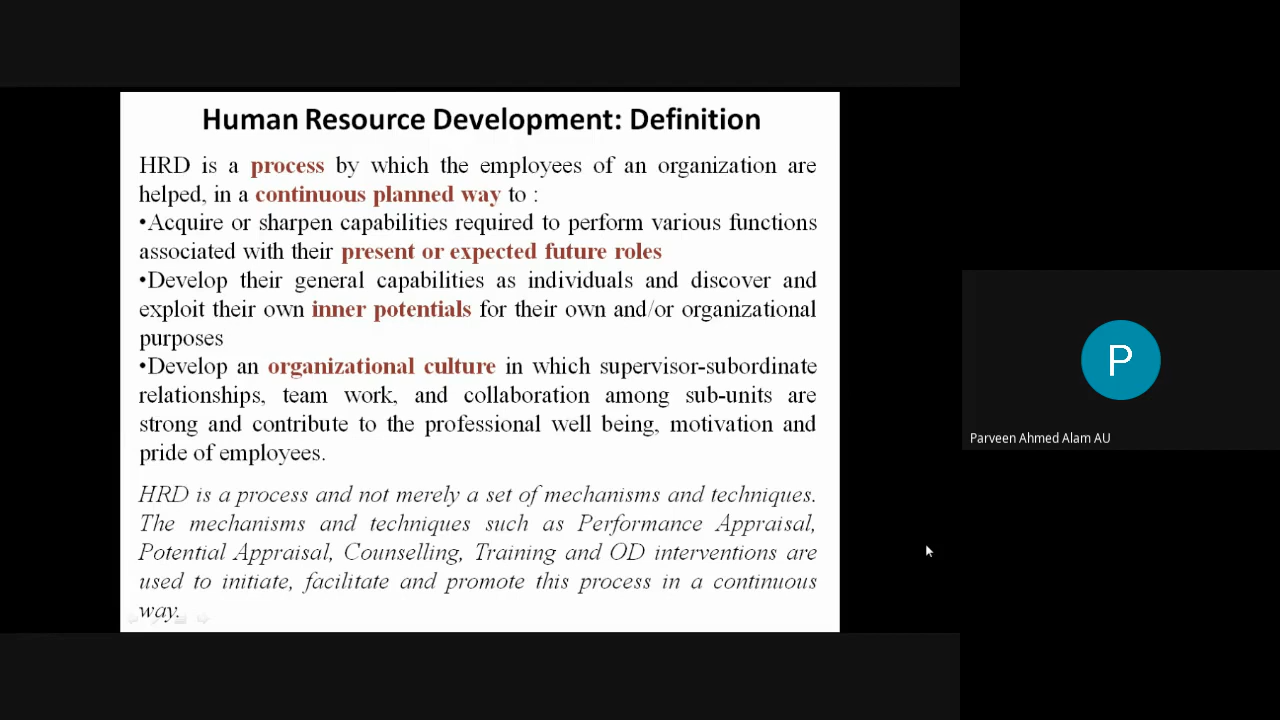 Human Resource Development: Definition
HRD is a process by which the employees of an organization are
helped, in a continuous planned way to :
•Acquire or sharpen capabilities required to perform various functions
associated with their present or expected future roles
•Develop their general capabilities as individuals and discover and
exploit their own inner potentials for their own and/or organizational
purposes
•Develop an organizational culture in which supervisor-subordinate
relationships, team work, and collaboration among sub-units are
strong and contribute to the professional well being, motivation and
pride of employees.
HRD is a process and not merely a set of mechanisms and techniques.
The mechanisms and techniques such as Performance Appraisal,
Potential Appraisal, Counselling, Training and OD interventions are
used to initiate, facilitate and promote this process in a continuous
way.
P
Parveen Ahmed Alam AU